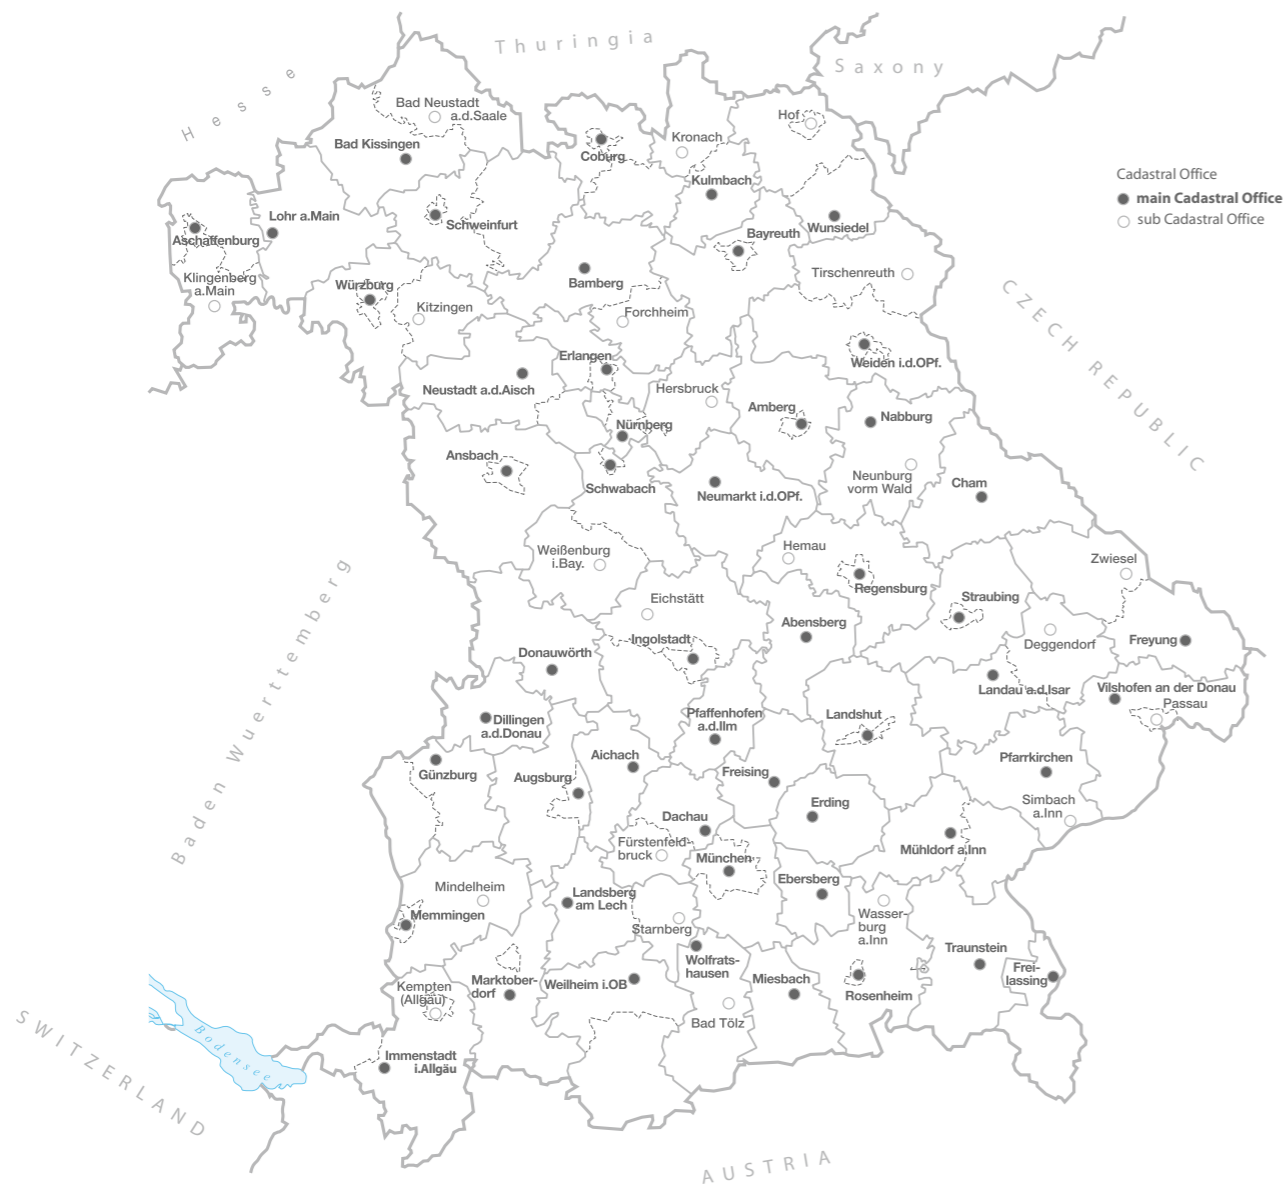 Thuringia
Saxony
Hesse
Bad Neustadt
a.d.Saale
Hof
Kronach
Bad Kissingen
Coburg
Cadastral Office
Kulmbach
main Cadastral Office
Lohr a.Main
sub Cadastral Office
Schweinfurt
Wunsiedel
Bayreuth
Aschaffenburg
Tirschenreuth
Klingenberg
a.Main
Bamberg
Würzburg
Kitzingen
Forchheim
CZECH REPUBLIC
Erlangen
Weiden i.d.OPf.
Neustadt a.d.Aisch
Hersbruck
Amberg
Nabburg
Nürnberg
Ansbach
Neunburg
vorm Wald
Schwabach
Neumarkt i.d.OPf.
Cham
Hemau
Weißenburg
i.Bay.
Zwiesel
Regensburg
Baden Wuerttemberg
Eichstätt
Straubing
Abensberg
Ingolstadt
Deggendorf
Freyung
Donauwörth
Landau a.d.Isar
Vilshofen an der Donau
Passau
Pfaffenhofen
a.d.Ilm
Landshut
Dillingen
a.d.Donau
Aichach
Pfarrkirchen
Günzburg
Augsburg
Freising
Erding
Simbach
a.Inn
Dachau
Fürstenfeld-
bruck
München
Mühldorf a.Inn
Ebersberg
Mindelheim
Landsberg
am Lech
Memmingen
Wasser-
burg
a.Inn
Starnberg
Traunstein
Wolfrats-
hausen
Frei-
lassing
Marktober-
dorf
Weilheim i.OB
Miesbach
Kempten
(Allgäu)
Rosenheim
Bad Tölz
Bodensee
Immenstadt
i.Allgäu
SWITZERLAND
AUSTRIA